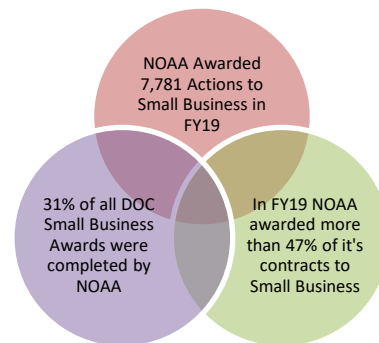 NOAA Awarded
7,781 Actions to
Small Business in
FY19
31% of all DOC
Small Business
Awards were
completed by
NOAA
In FY19 NOAA
awarded more
than 47% of it's
contracts to
Small Business